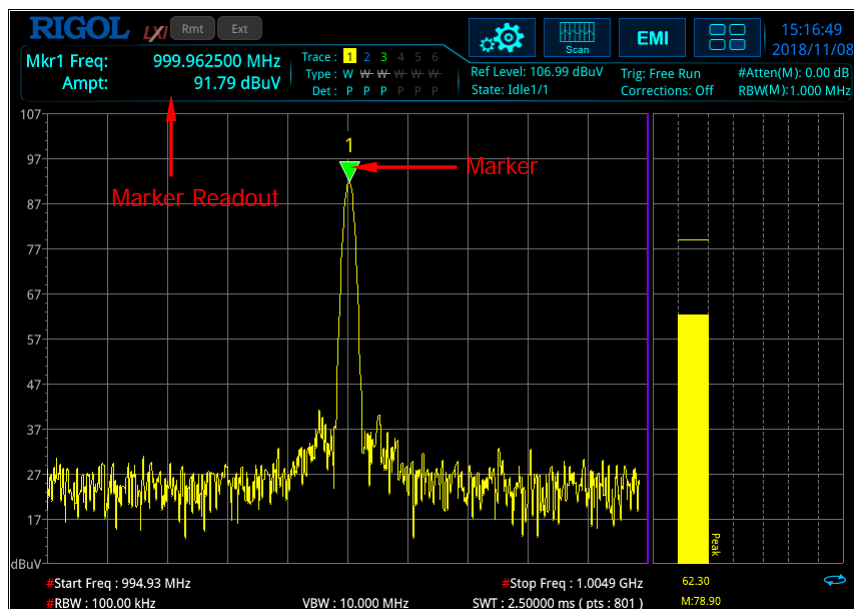 RIGOL LXI Rmt Ext
Scan
EMI
15:16:49
2018/11/08
Mkr1 Freq: 999.962500 MHz
Ampt: 91.79 dBuV
Trace: 1 2 3 4 5 6
Type: W W W W W W
Det: P P P P P P
Ref Level: 106.99 dBuV
State: Idle1/1
Trig: Free Run
Corrections: Off
#Atten(M): 0.00 dB
RBW(M):1.000 MHz
107
97
87
77
67
57
47
37
27
17
dBuV
1
Marker
Marker Readout
Peak
#Start Freq : 994.93 MHz
#Stop Freq : 1.0049 GHz
#RBW : 100.00 kHz
VBW : 10.000 MHz
SWT : 2.50000 ms ( pts : 801 )
62.30
M:78.90